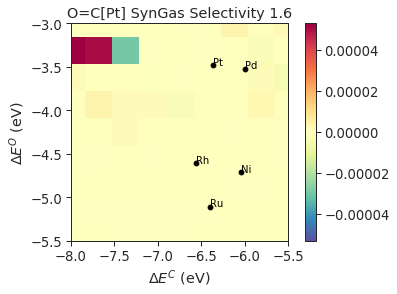 O=C[Pt] SynGas Selectivity 1.6
−3.0
−3.5
−4.0
−4.5
−5.0
−5.5
ΔE^O (eV)
Pt
Pd
Rh
Ni
Ru
−8.0 −7.5 −7.0 −6.5 −6.0 −5.5
ΔE^C (eV)
0.00004
0.00002
0.00000
−0.00002
−0.00004